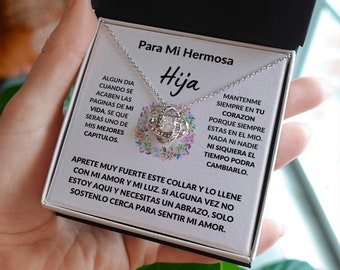 Para Mi Hermosa
Hija
ALGUN DIA
CUANDO SE
ACABEN LAS
PAGINAS DE MI
VIDA, SE QUE
SERAS UNO DE
MIS MEJORES
CAPITULOS.
MANTENME
SIEMPRE EN TU
CORAZON
PORQUE SIEMPRE
ESTAS EN EL MIO.
NADA NI NADIE
NI SIQUIERA EL
TIEMPO PODRA
CAMBIARLO.
APRETE MUY FUERTE ESTE COLLAR Y LO LLENE
CON MI AMOR Y MI LUZ. SI ALGUNA VEZ NO
ESTOY AQUI Y NECESITAS UN ABRAZO, SOLO
SOSTENLO CERCA PARA SENTIR MI AMOR.